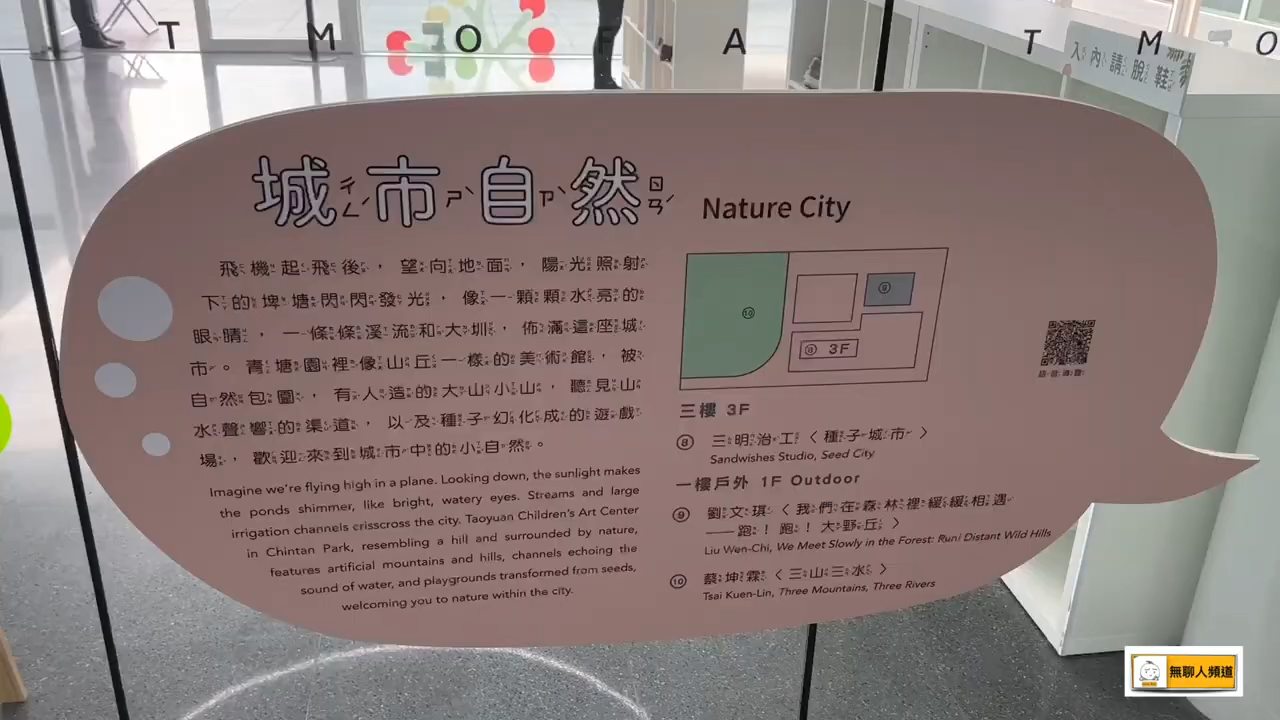 T M O F A
T M O
入內請脫鞋
城市自然 Nature City
飛機起飛後，望向地面，陽光照射
下的埤塘閃閃發光，像一顆顆水亮的
眼睛，一條條溪流和大圳，佈滿這座城
市。青塘園裡像山丘一樣的美術館，被
自然包圍，有人造的大山小山，聽見山
水聲響的渠道，以及種子幻化成的遊戲
場，歡迎來到城市中的小自然。
Imagine we're flying high in a plane. Looking down, the sunlight makes
the ponds shimmer, like bright, watery eyes. Streams and large
irrigation channels crisscross the city. Taoyuan Children's Art Center
in Chintan Park, resembling a hill and surrounded by nature,
features artificial mountains and hills, channels echoing the
sound of water, and playgrounds transformed from seeds,
welcoming you to nature within the city.
⑨
⑩
⑧ 3F
語音導覽
三樓 3F
⑧ 三明治工〈種子城市〉
Sandwishes Studio, Seed City
一樓戶外 1F Outdoor
⑨ 劉文琪〈我們在森林裡緩緩相遇
——跑！跑！大野丘〉
Liu Wen-Chi, We Meet Slowly in the Forest: Run! Distant Wild Hills
⑩ 蔡坤霖〈三山三水〉
Tsai Kuen-Lin, Three Mountains, Three Rivers
無聊人頻道